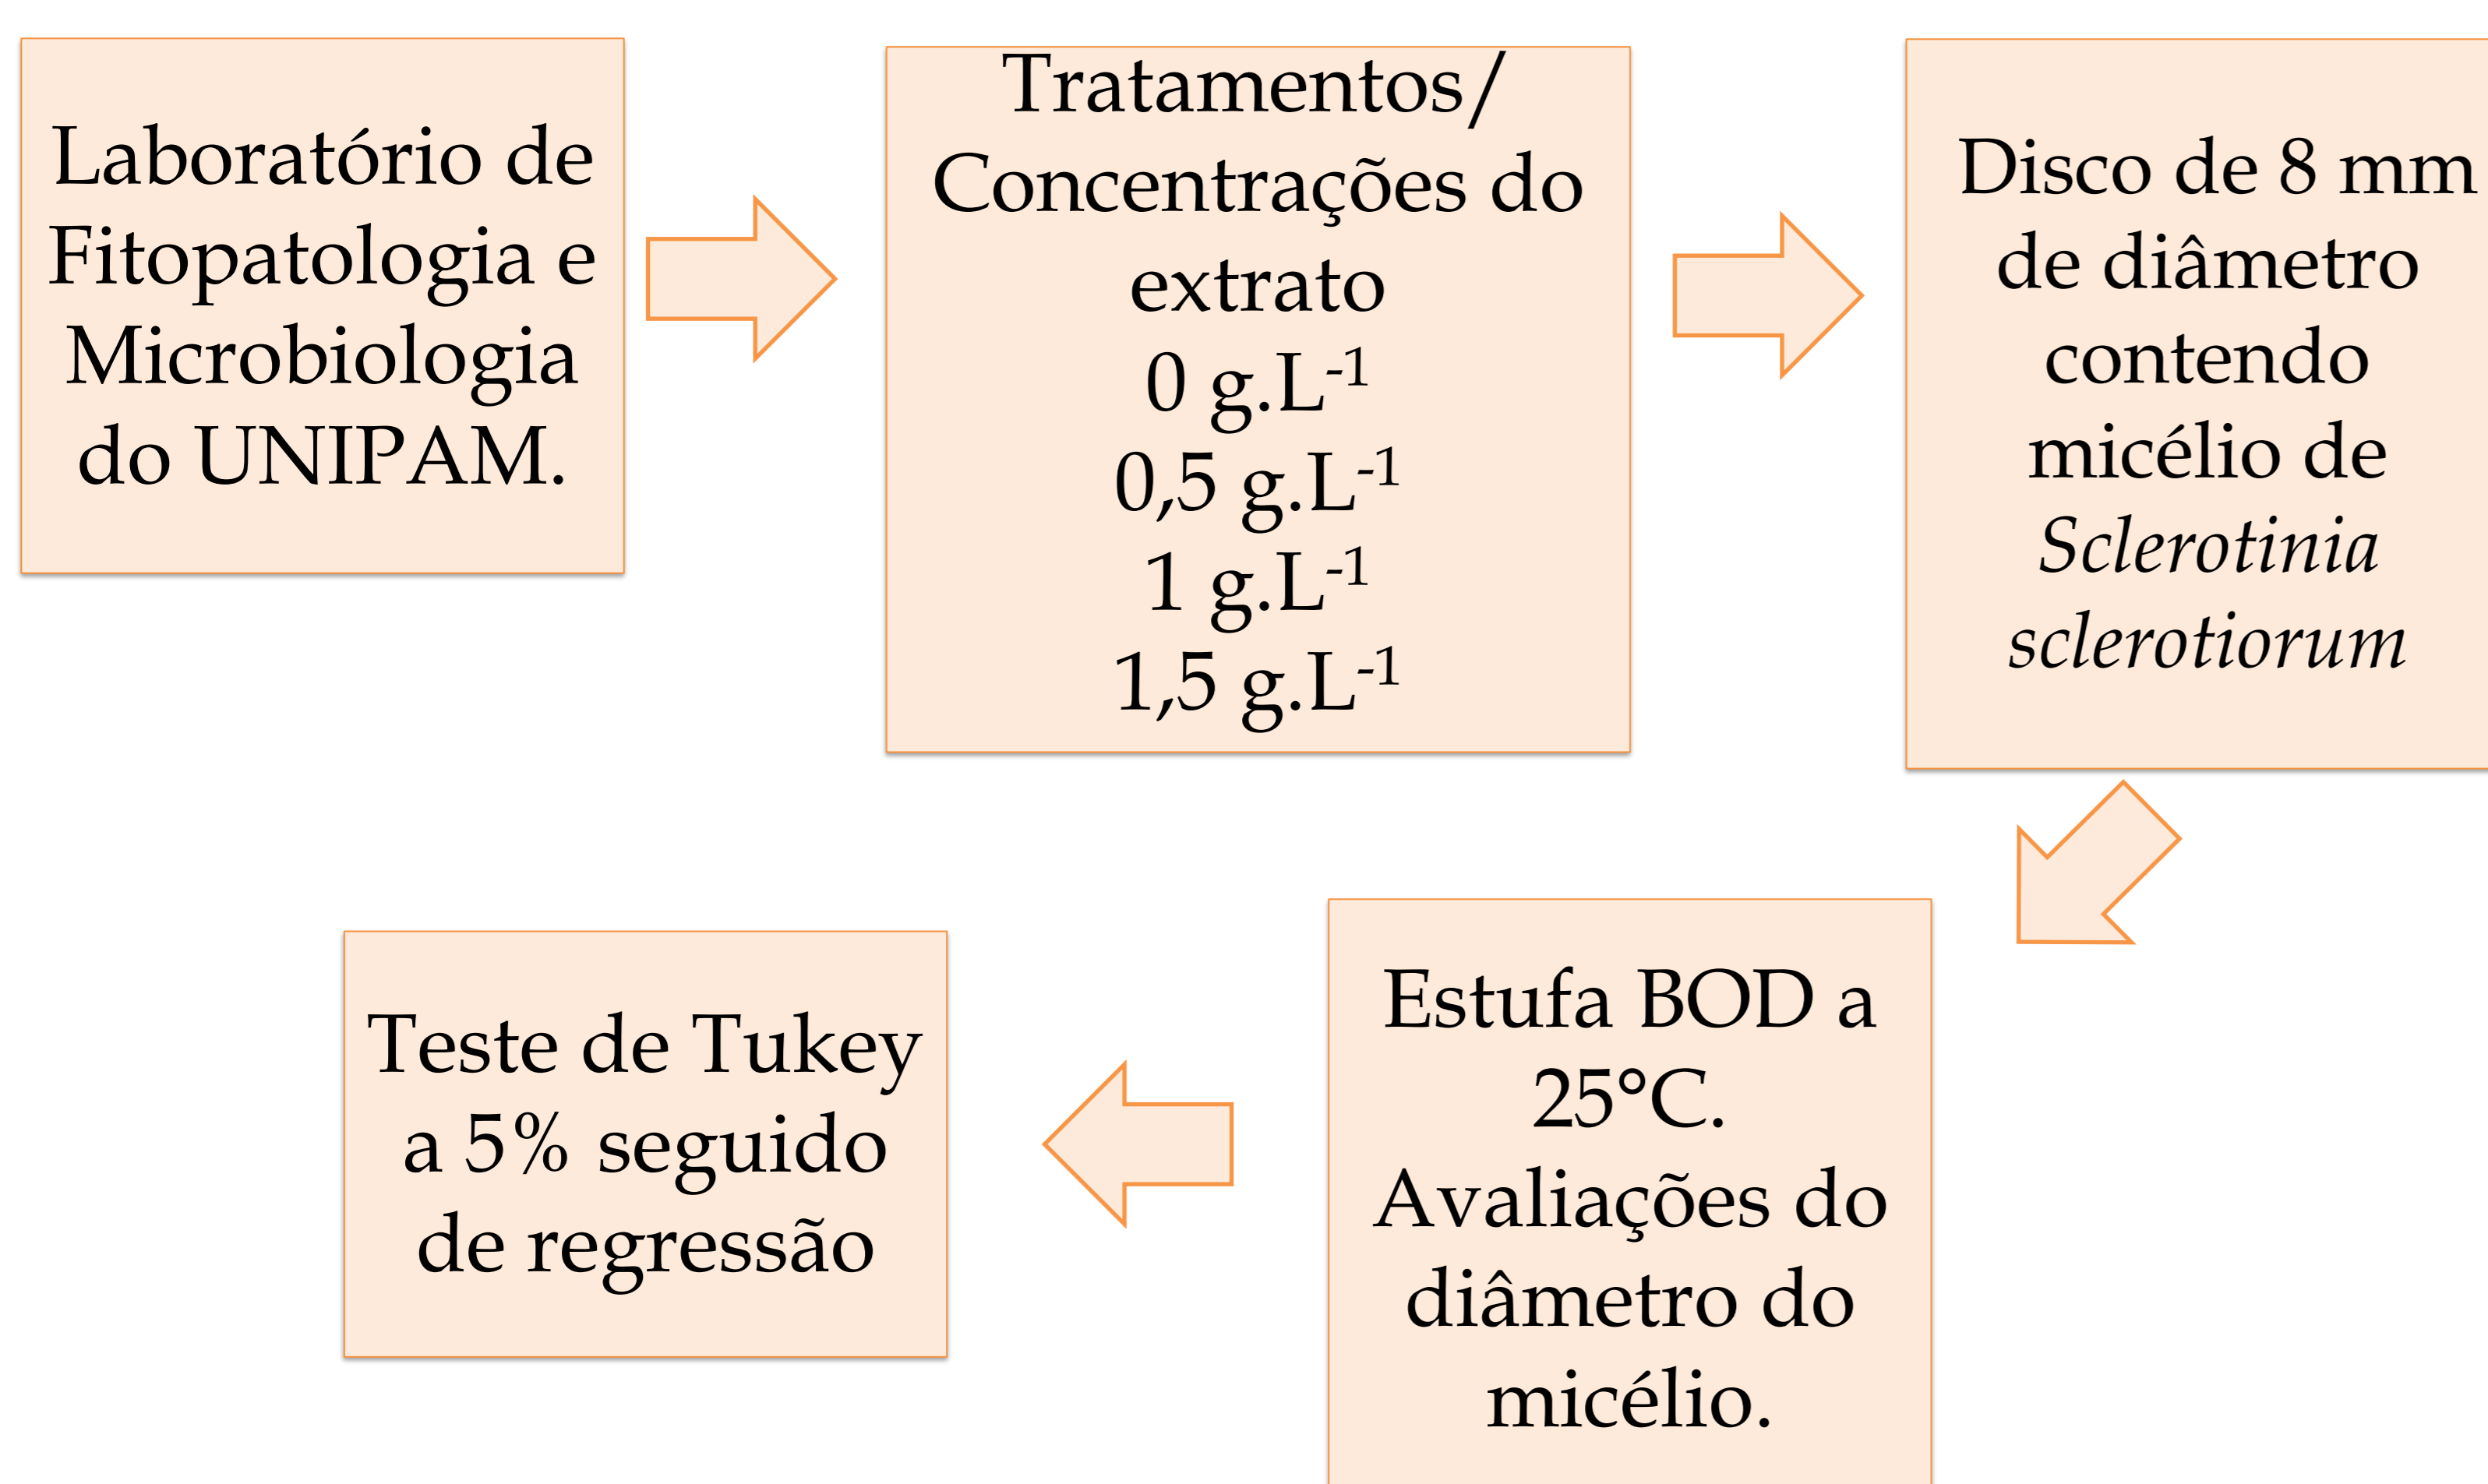 Laboratório de
Fitopatologia e
Microbiologia
do UNIPAM.
Tratamentos/
Concentrações do
extrato
0 g.L⁻¹
0,5 g.L⁻¹
1 g.L⁻¹
1,5 g.L⁻¹
Disco de 8 mm
de diâmetro
contendo
micélio de
Sclerotinia
sclerotiorum
Estufa BOD a
25°C.
Avaliações do
diâmetro do
micélio.
Teste de Tukey
a 5% seguido
de regressão